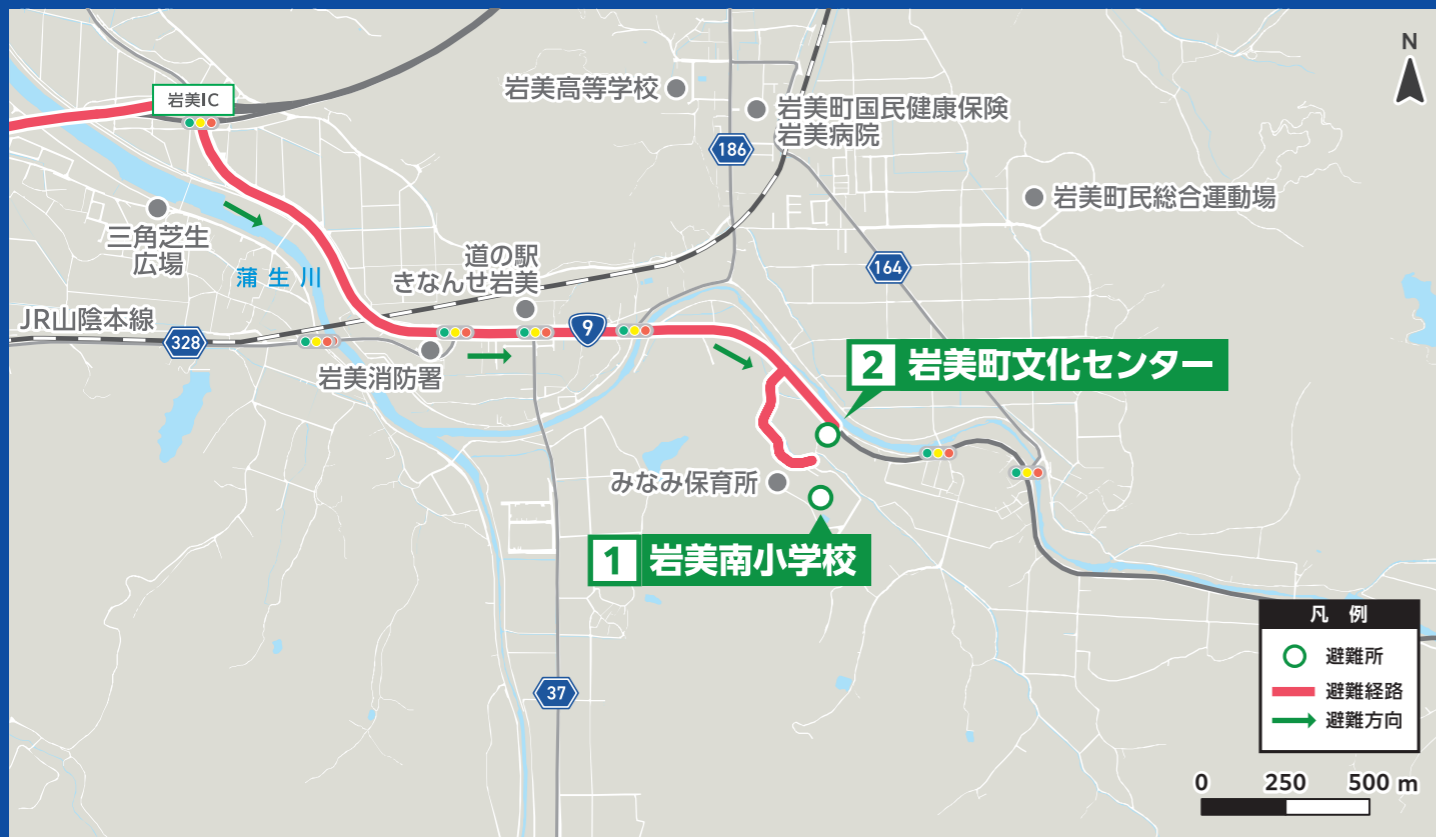 N
岩美IC
岩美高等学校
岩美町国民健康保険
岩美病院
186
岩美町民総合運動場
三角芝生
広場
蒲生川
道の駅
きなんせ岩美
164
JR山陰本線
328
9
岩美消防署
2 岩美町文化センター
みなみ保育所
1 岩美南小学校
37
凡例
避難所
避難経路
避難方向
0 250 500 m